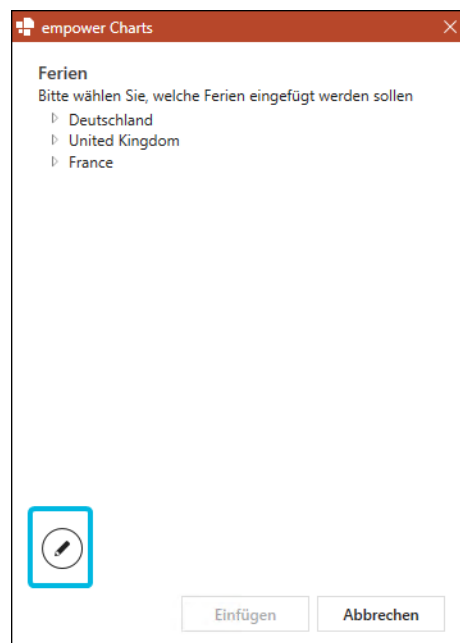 empower Charts
Ferien
Bitte wählen Sie, welche Ferien eingefügt werden sollen
Deutschland
United Kingdom
France
Einfügen Abbrechen